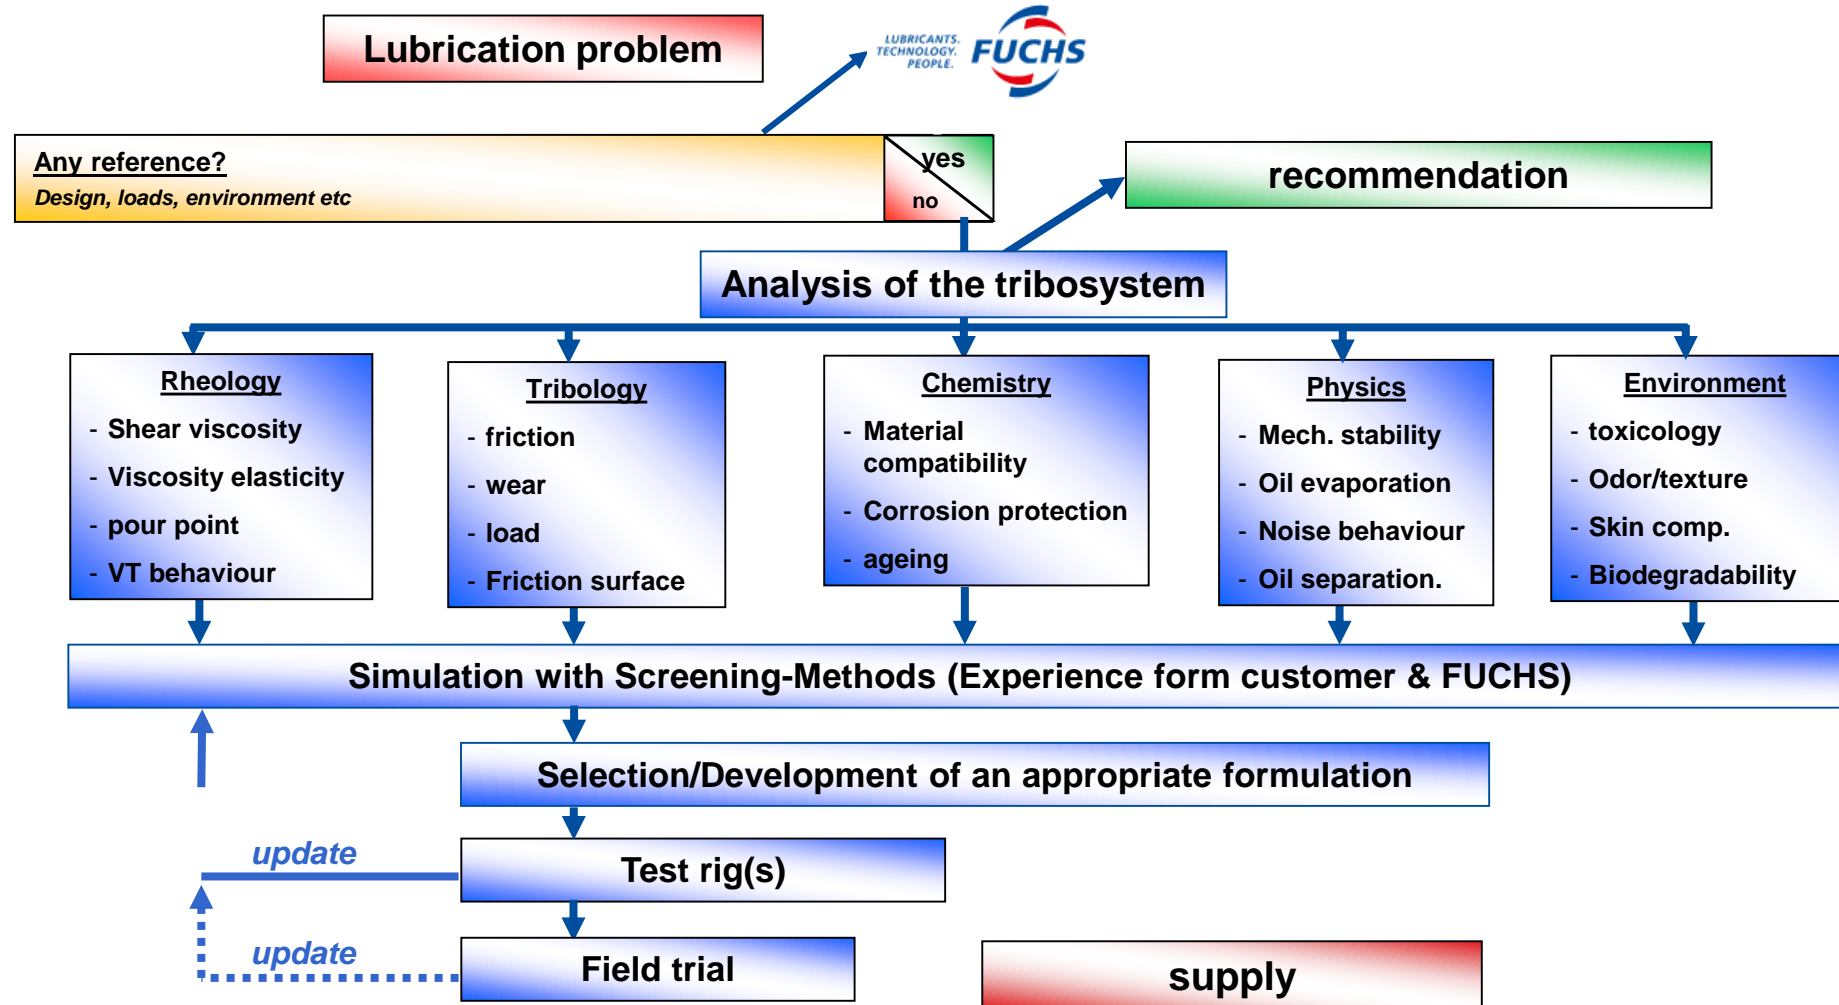 Lubrication problem
LUBRICANTS.
TECHNOLOGY.
PEOPLE.
FUCHS
Any reference?
Design, loads, environment etc
yes
no
recommendation
Analysis of the tribosystem
Rheology
- Shear viscosity
- Viscosity elasticity
- pour point
- VT behaviour
Tribology
- friction
- wear
- load
- Friction surface
Chemistry
- Material
compatibility
- Corrosion protection
- ageing
Physics
- Mech. stability
- Oil evaporation
- Noise behaviour
- Oil separation.
Environment
- toxicology
- Odor/texture
- Skin comp.
- Biodegradability
Simulation with Screening-Methods (Experience form customer & FUCHS)
Selection/Development of an appropriate formulation
update
Test rig(s)
update
Field trial
supply